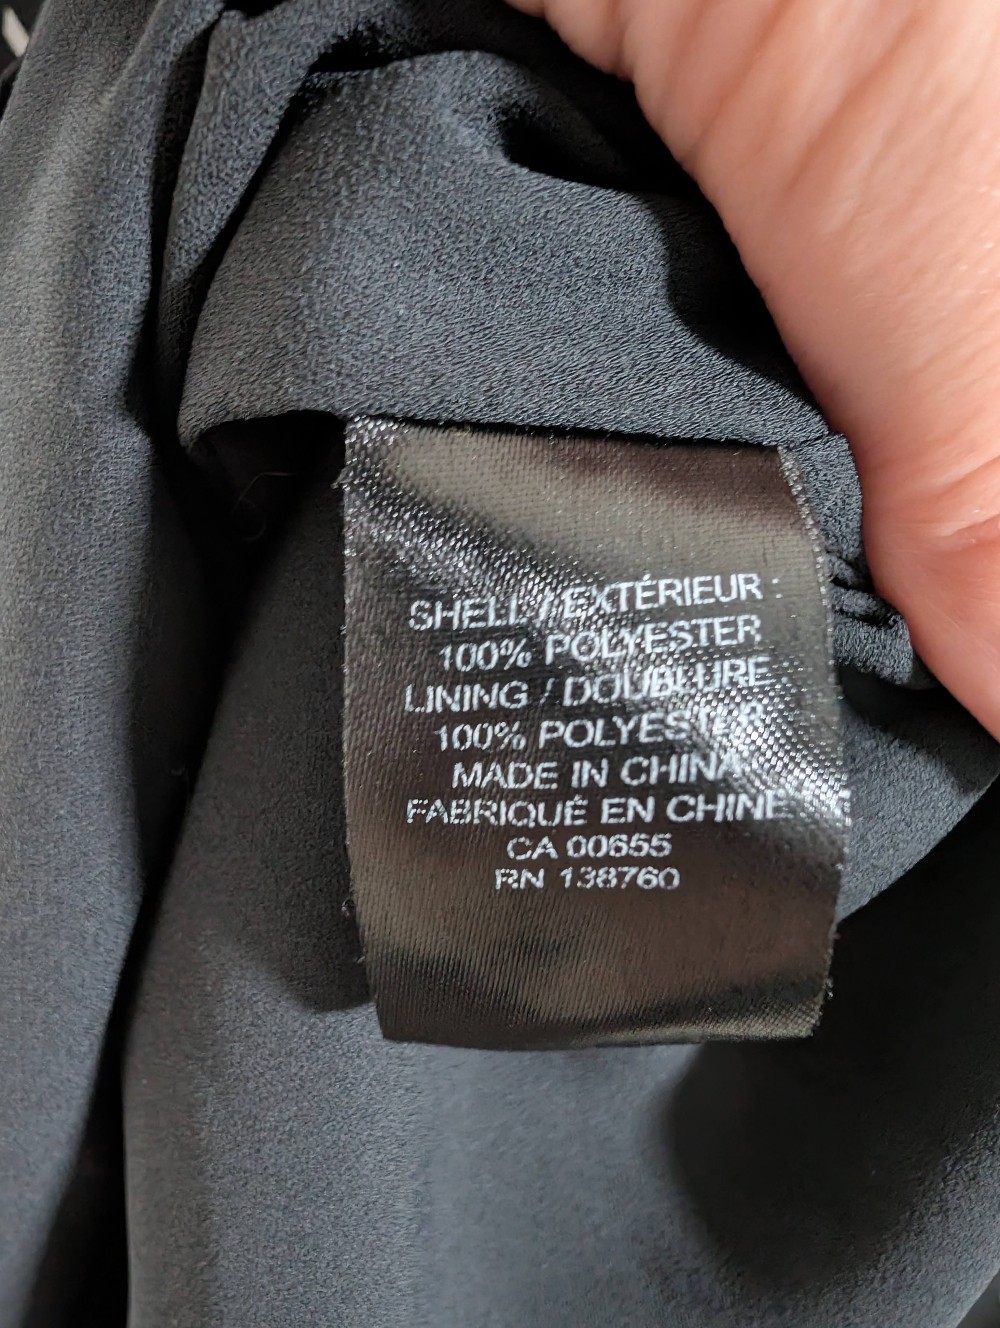 SHELL / EXTÉRIEUR :
100% POLYESTER
LINING / DOUBLURE
100% POLYESTER
MADE IN CHINA
FABRIQUÉ EN CHINE
CA 00655
RN 138760